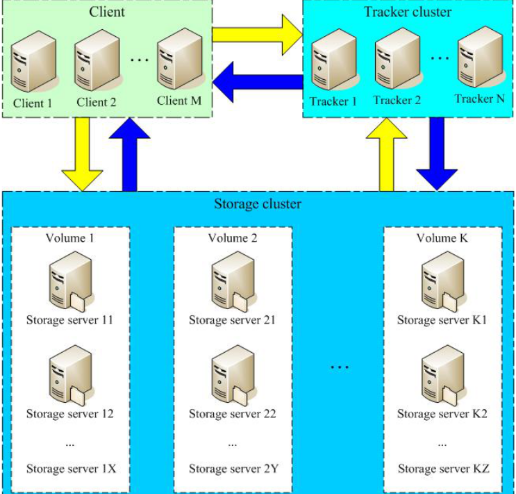 Client
Tracker cluster
...
...
Client 1
Client 2
Client M
Tracker 1
Tracker 2
Tracker N
Storage cluster
Volume 1
Volume 2
Volume K
Storage server 11
Storage server 21
Storage server K1
...
Storage server 12
Storage server 22
Storage server K2
...
...
...
Storage server 1X
Storage server 2Y
Storage server KZ